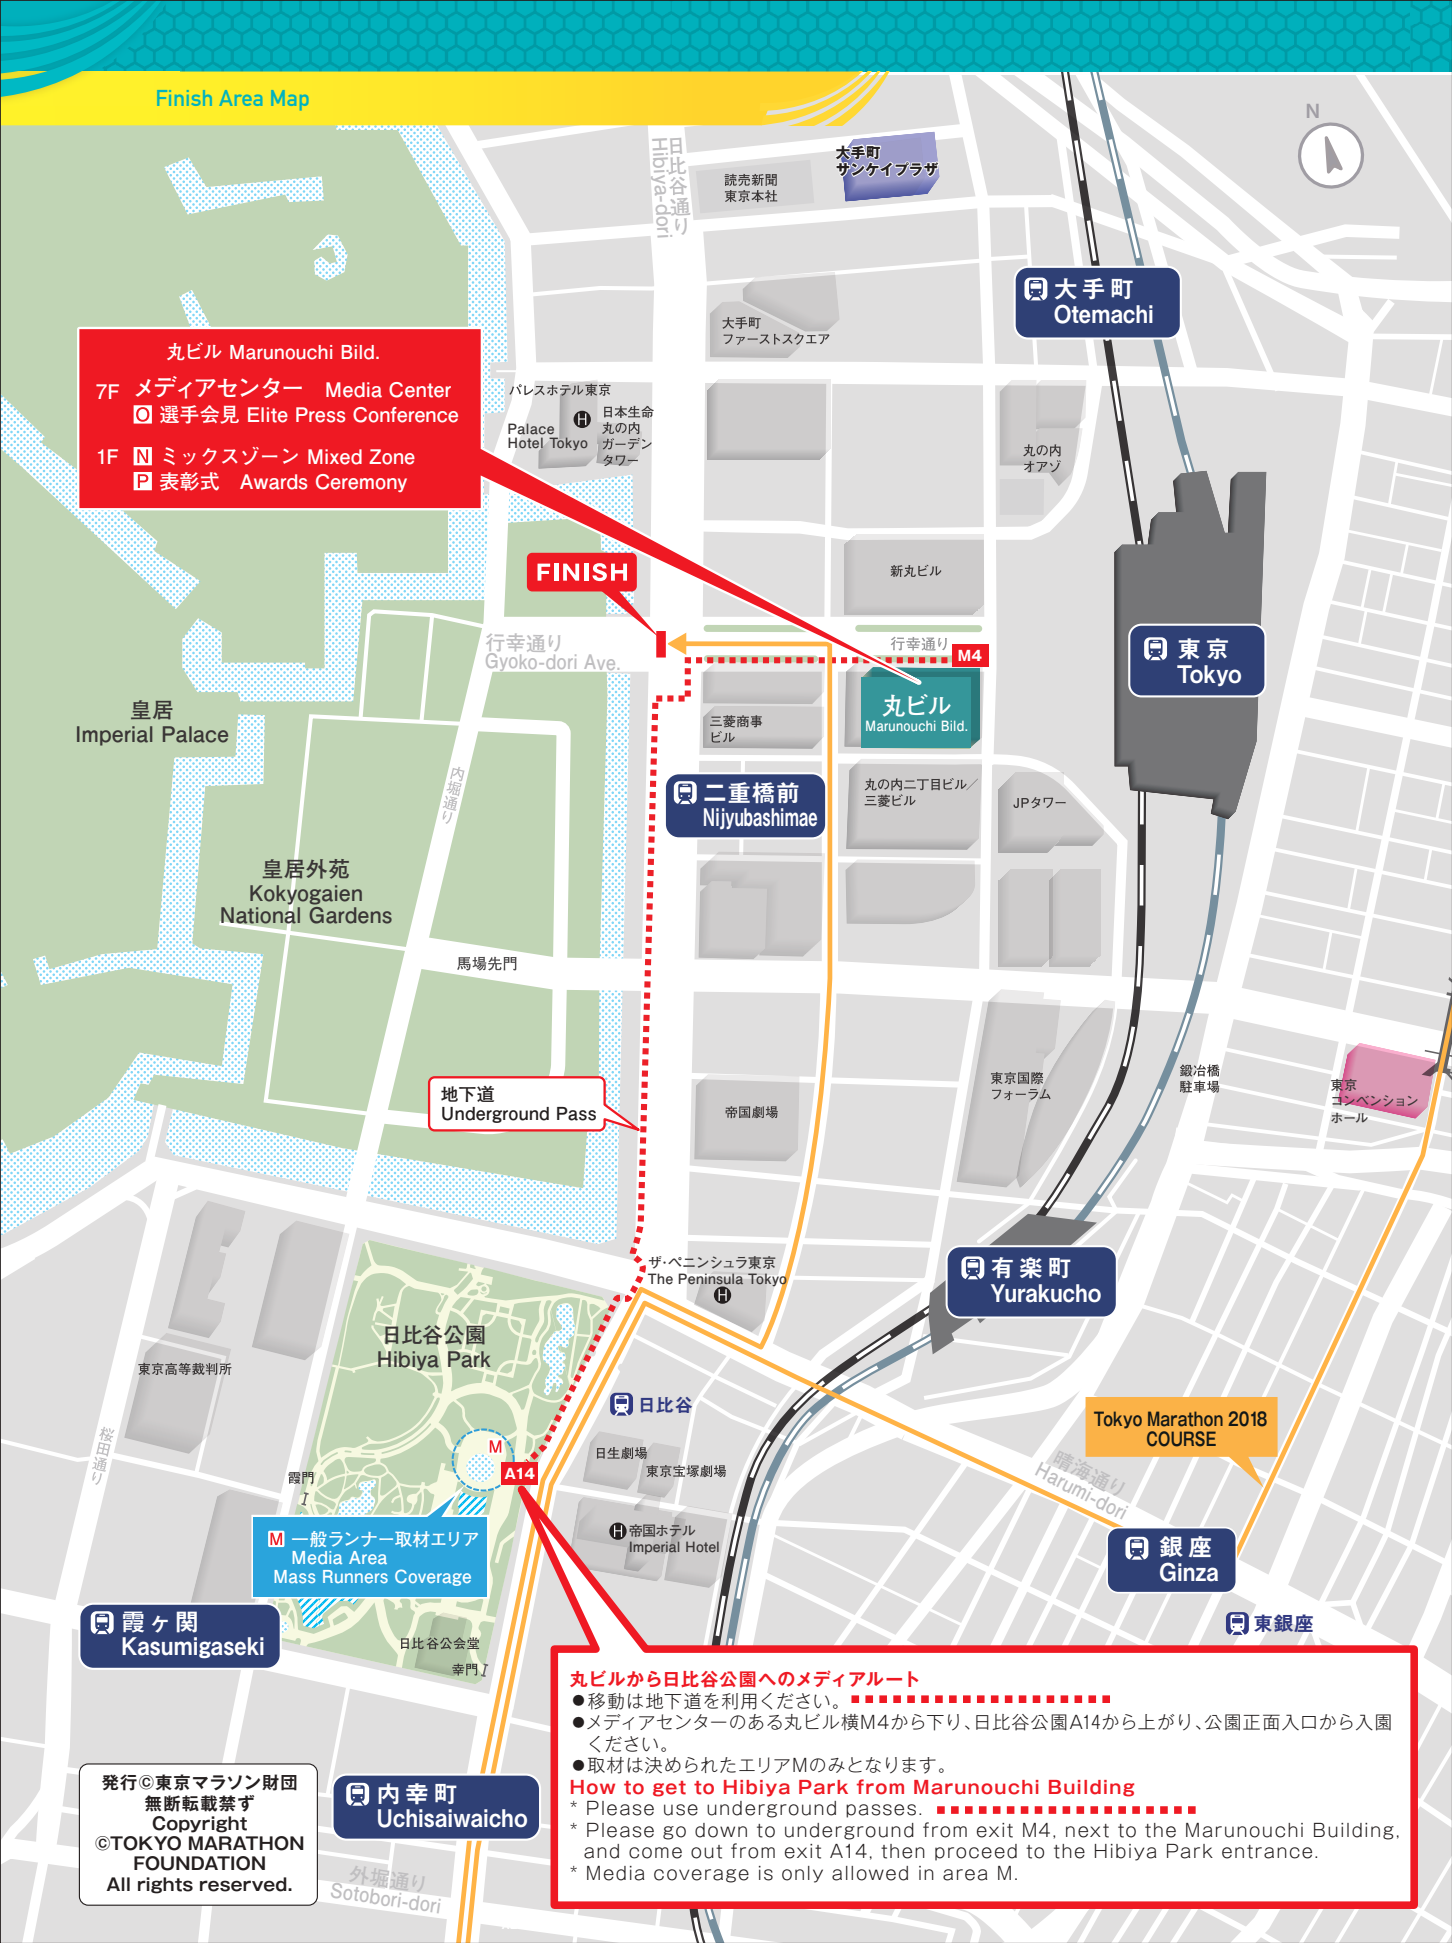 Finish Area Map
N
日比谷通り
Hibiya-dori
読売新聞
東京本社
大手町
サンケイプラザ
大手町
Otemachi
大手町
ファーストスクエア
丸ビル Marunouchi Bild.
7F メディアセンター Media Center
O 選手会見 Elite Press Conference
1F N ミックスゾーン Mixed Zone
P 表彰式 Awards Ceremony
パレスホテル東京
Palace
Hotel Tokyo
H
日本生命
丸の内
ガーデン
タワー
丸の内
オアゾ
FINISH
新丸ビル
行幸通り
Gyoko-dori Ave.
行幸通り
M4
東京
Tokyo
丸ビル
Marunouchi Bild.
皇居
Imperial Palace
三菱商事
ビル
内堀通り
二重橋前
Nijyubashimae
丸の内二丁目ビル/
三菱ビル
JPタワー
皇居外苑
Kokyogaien
National Gardens
馬場先門
地下道
Underground Pass
帝国劇場
東京国際
フォーラム
鍛冶橋
駐車場
東京
コンベンション
ホール
ザ・ペニンシュラ東京
The Peninsula Tokyo
H
有楽町
Yurakucho
日比谷公園
Hibiya Park
東京高等裁判所
日比谷
桜田通り
霞門
M
A14
日生劇場
東京宝塚劇場
H 帝国ホテル
Imperial Hotel
Tokyo Marathon 2018
COURSE
晴海通り
Harumi-dori
M 一般ランナー取材エリア
Media Area
Mass Runners Coverage
銀座
Ginza
東銀座
霞ヶ関
Kasumigaseki
日比谷公会堂
幸門
丸ビルから日比谷公園へのメディアルート
●移動は地下道を利用ください。
●メディアセンターのある丸ビル横M4から下り、日比谷公園A14から上がり、公園正面入口から入園
ください。
●取材は決められたエリアMのみとなります。
How to get to Hibiya Park from Marunouchi Building
* Please use underground passes.
* Please go down to underground from exit M4, next to the Marunouchi Building,
and come out from exit A14, then proceed to the Hibiya Park entrance.
* Media coverage is only allowed in area M.
発行©東京マラソン財団
無断転載禁ず
Copyright
©TOKYO MARATHON
FOUNDATION
All rights reserved.
内幸町
Uchisaiwaicho
外堀通り
Sotobori-dori